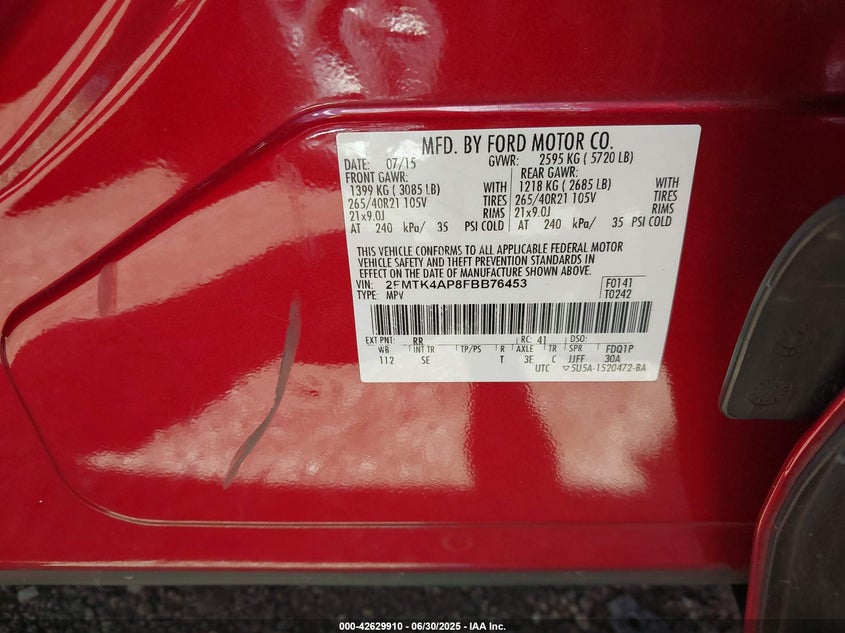 MFD. BY FORD MOTOR CO.
DATE: 07/15 GVWR: 2595 KG ( 5720 LB)
FRONT GAWR: REAR GAWR:
1399 KG ( 3085 LB) WITH 1218 KG ( 2685 LB) WITH
265/40R21 105V TIRES 265/40R21 105V TIRES
21x9.0J RIMS 21x9.0J RIMS
AT 240 kPa/ 35 PSI COLD AT 240 kPa/ 35 PSI COLD
THIS VEHICLE CONFORMS TO ALL APPLICABLE FEDERAL MOTOR
VEHICLE SAFETY AND THEFT PREVENTION STANDARDS IN
EFFECT ON THE DATE OF MANUFACTURE SHOWN ABOVE.
VIN: 2FMTK4AP8FBB76453 F0141
TYPE: MPV T0242
EXT PNT: RR RC: 41 DSO:
WB INT TR TP/PS R AXLE TR SPR FDQ1P
112 SE T 3E C JJFF 30A
UTC ▽5U5A-1520472-BA
000-42629910 - 06/30/2025 - IAA Inc.